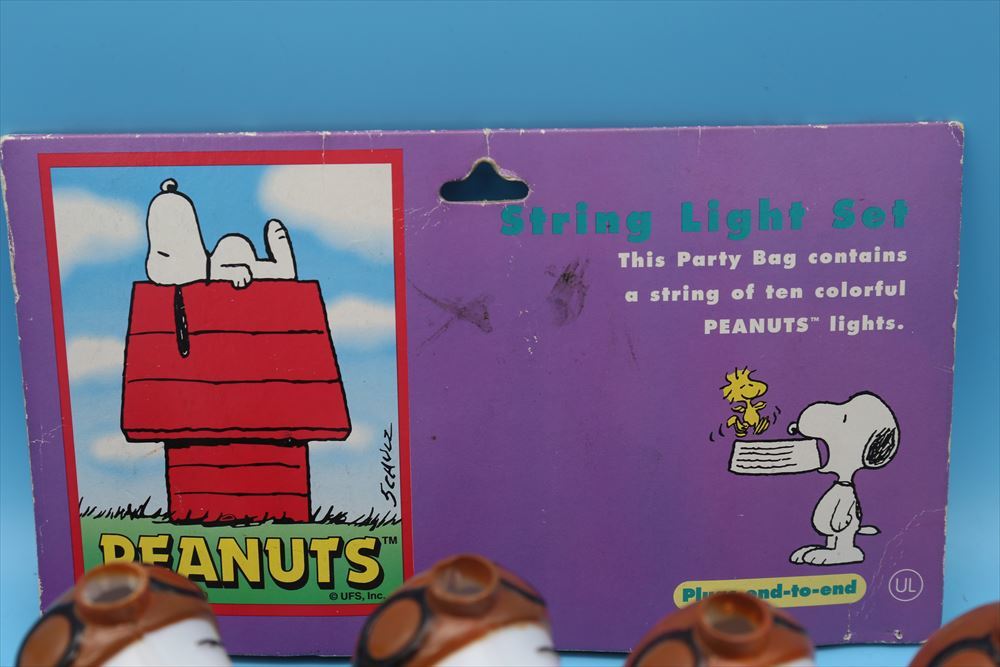 String Light Set
This Party Bag contains
a string of ten colorful
PEANUTS™ lights.
SCHULZ
PEANUTS™
© UFS, Inc.
end-to-end
UL